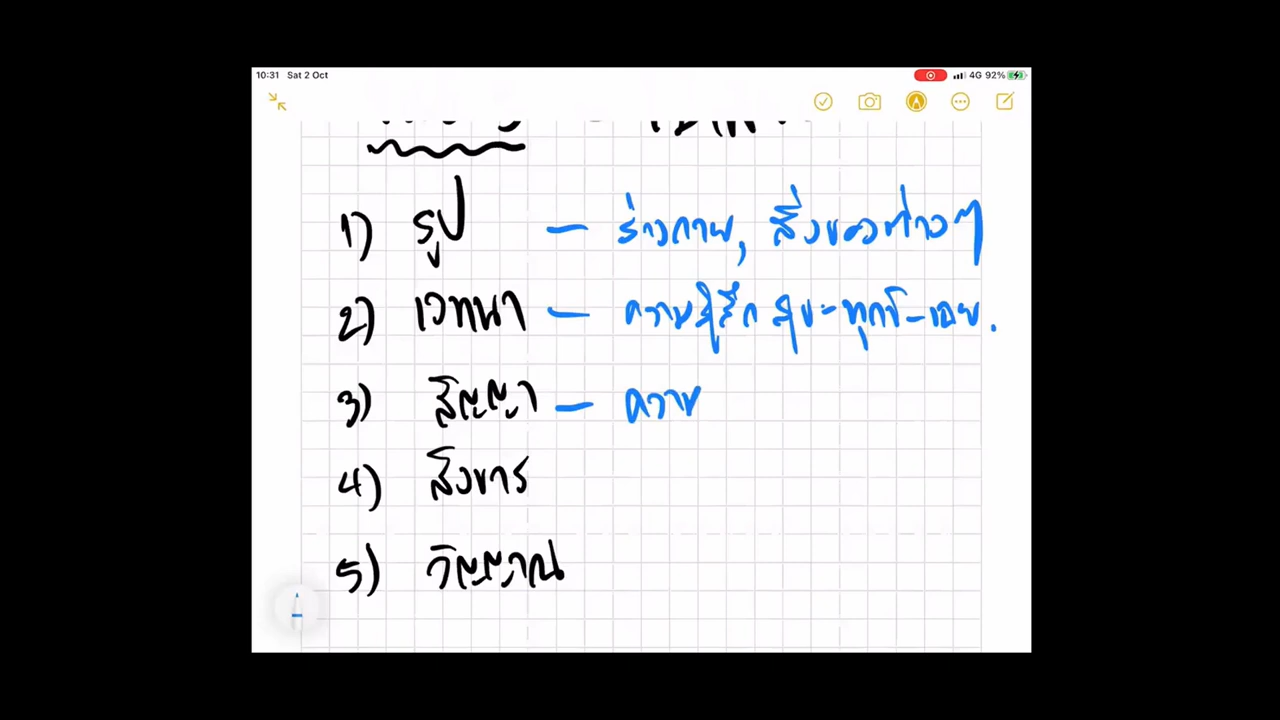 10:31 Sat 2 Oct 4G 92%
1) รูป — ร่างกาย, สิ่งของต่างๆ
2) เวทนา — ความรู้สึก สุข-ทุกข์-เฉย.
3) สัญญา — ความ
4) สังขาร
5) วิญญาณ